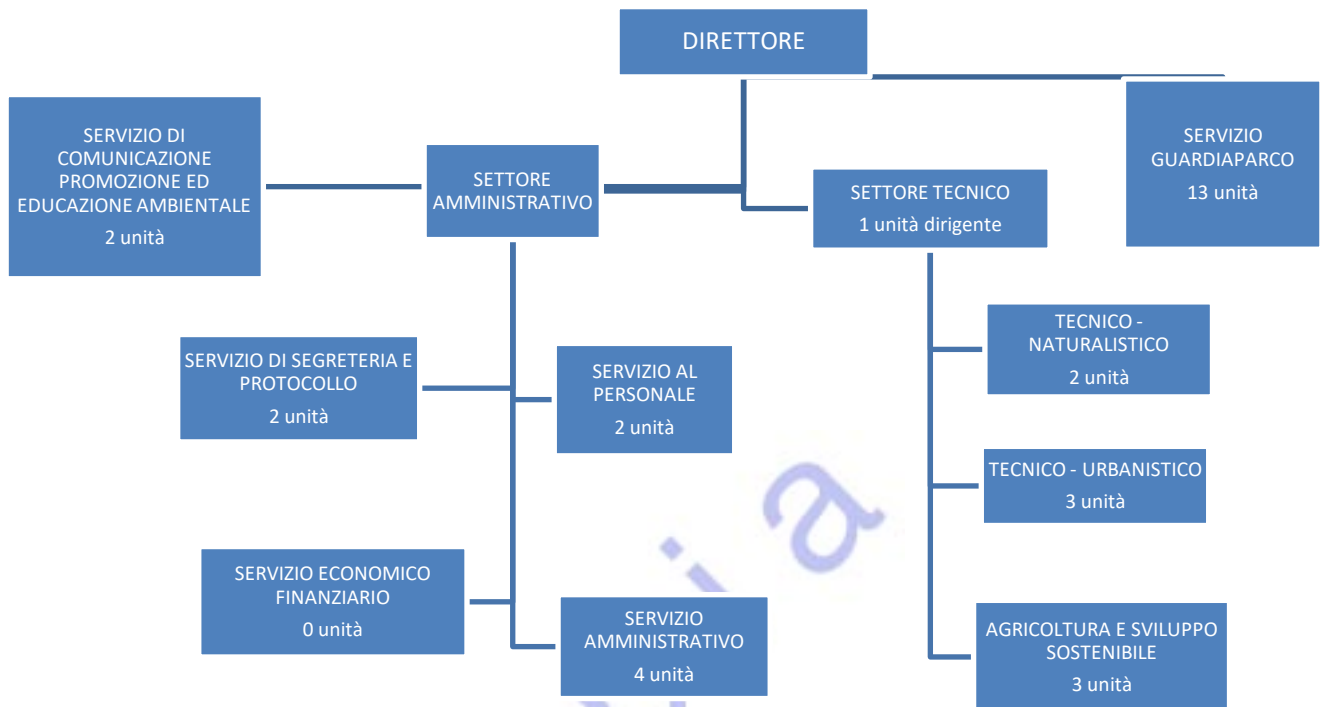 DIRETTORE
SERVIZIO DI
COMUNICAZIONE
PROMOZIONE ED
EDUCAZIONE AMBIENTALE
2 unità
SETTORE
AMMINISTRATIVO
SETTORE TECNICO
1 unità dirigente
SERVIZIO
GUARDIAPARCO
13 unità
SERVIZIO DI SEGRETERIA E
PROTOCOLLO
2 unità
SERVIZIO AL
PERSONALE
2 unità
TECNICO -
NATURALISTICO
2 unità
TECNICO - URBANISTICO
3 unità
SERVIZIO ECONOMICO
FINANZIARIO
0 unità
SERVIZIO
AMMINISTRATIVO
4 unità
AGRICOLTURA E SVILUPPO
SOSTENIBILE
3 unità